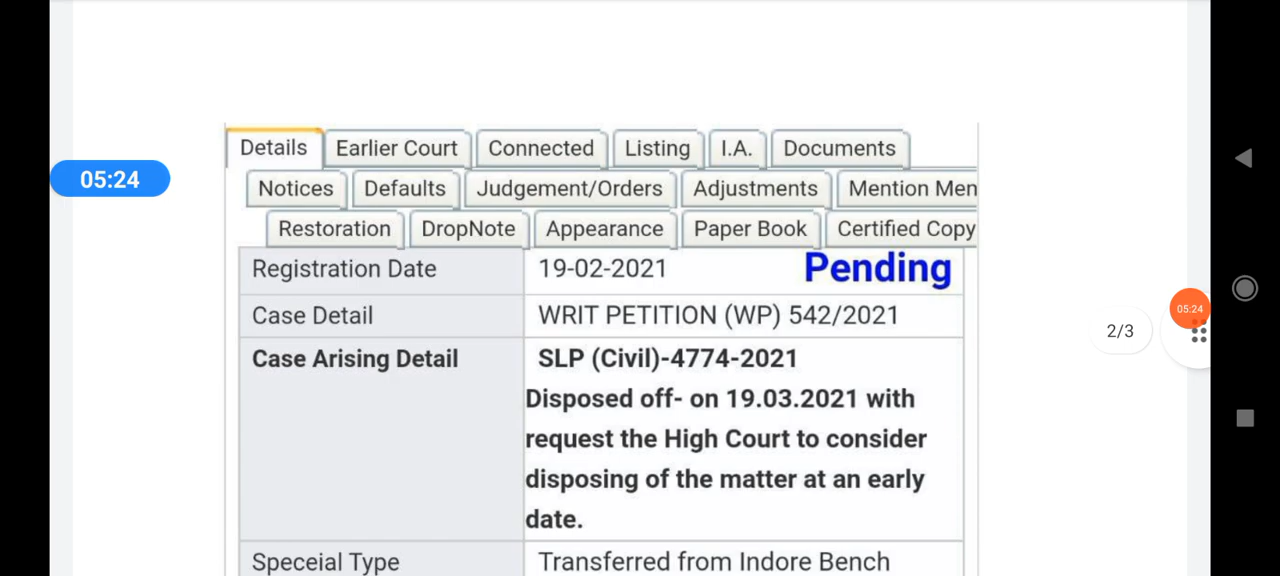 Details Earlier Court Connected Listing I.A. Documents
05:24
Notices Defaults Judgement/Orders Adjustments Mention Men
Restoration DropNote Appearance Paper Book Certified Copy
Registration Date 19-02-2021 Pending
05:24
Case Detail WRIT PETITION (WP) 542/2021
2/3
Case Arising Detail SLP (Civil)-4774-2021
Disposed off- on 19.03.2021 with
request the High Court to consider
disposing of the matter at an early
date.
Speceial Type Transferred from Indore Bench